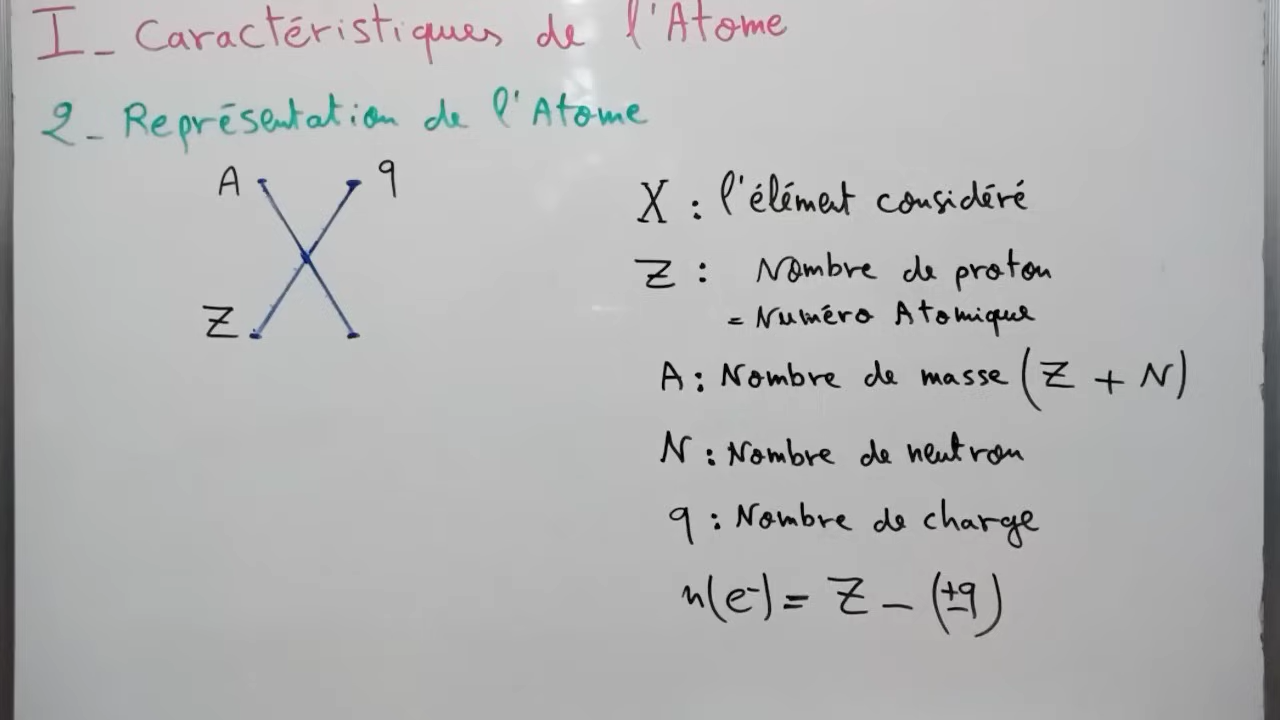 I_ Caractéristiques de l'Atome
2_ Représentation de l'Atome
A X q
Z
X : l'élément considéré
Z : Nombre de proton
= Numéro Atomique
A : Nombre de masse (Z + N)
N : Nombre de neutron
q : Nombre de charge
n(e-) = Z - (±q)